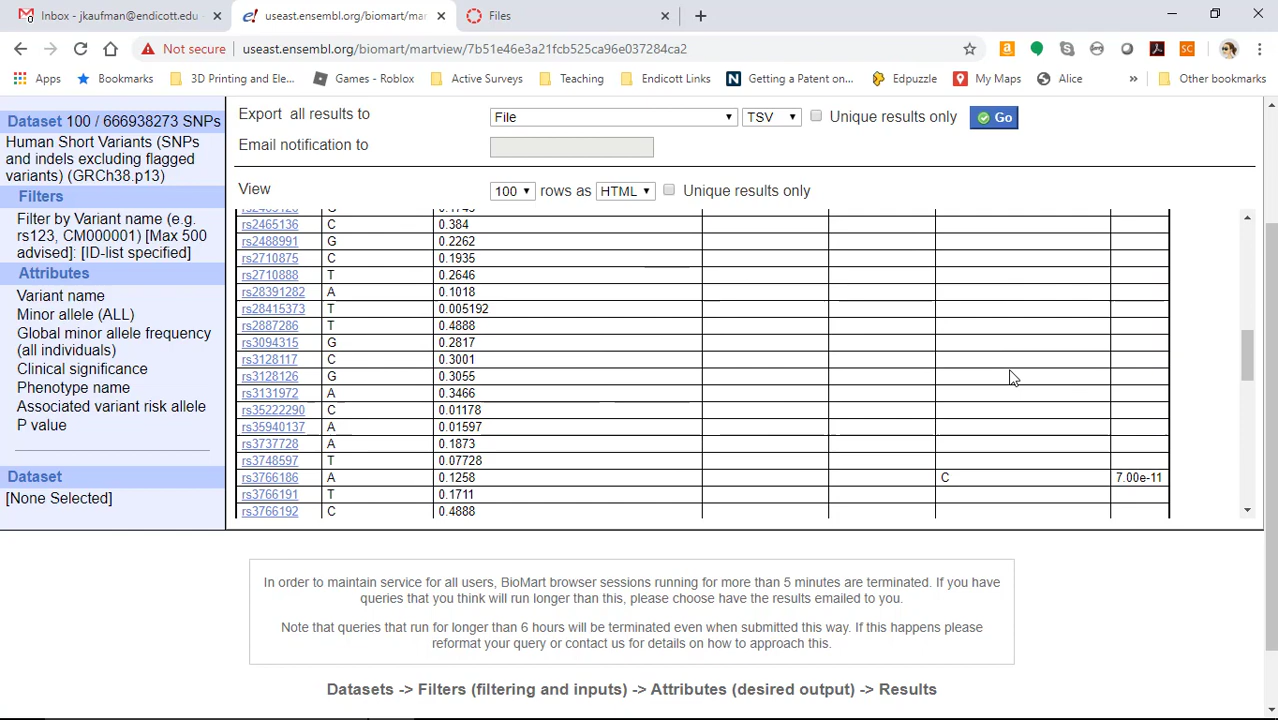 Inbox - jkaufman@endicott.edu
useast.ensembl.org/biomart/mar
Files
Not secure
useast.ensembl.org/biomart/martview/7b51e46e3a21fcb525ca96e037284ca2
Apps
Bookmarks
3D Printing and Ele...
Games - Roblox
Active Surveys
Teaching
Endicott Links
Getting a Patent on...
Edpuzzle
My Maps
Alice
»
Other bookmarks
Dataset 100 / 666938273 SNPs
Human Short Variants (SNPs
and indels excluding flagged
variants) (GRCh38.p13)
Filters
Filter by Variant name (e.g.
rs123, CM000001) [Max 500
advised]: [ID-list specified]
Attributes
Variant name
Minor allele (ALL)
Global minor allele frequency
(all individuals)
Clinical significance
Phenotype name
Associated variant risk allele
P value
Dataset
[None Selected]
Export all results to File TSV Unique results only Go
Email notification to
View 100 rows as HTML Unique results only
rs2465136 C 0.384
rs2488991 G 0.2262
rs2710875 C 0.1935
rs2710888 T 0.2646
rs28391282 A 0.1018
rs28415373 T 0.005192
rs2887286 T 0.4888
rs3094315 G 0.2817
rs3128117 C 0.3001
rs3128126 G 0.3055
rs3131972 A 0.3466
rs35222290 C 0.01178
rs35940137 A 0.01597
rs3737728 A 0.1873
rs3748597 T 0.07728
rs3766186 A 0.1258 C 7.00e-11
rs3766191 T 0.1711
rs3766192 C 0.4888
In order to maintain service for all users, BioMart browser sessions running for more than 5 minutes are terminated. If you have
queries that you think will run longer than this, please choose have the results emailed to you.
Note that queries that run for longer than 6 hours will be terminated even when submitted this way. If this happens please
reformat your query or contact us for details on how to approach this.
Datasets -> Filters (filtering and inputs) -> Attributes (desired output) -> Results